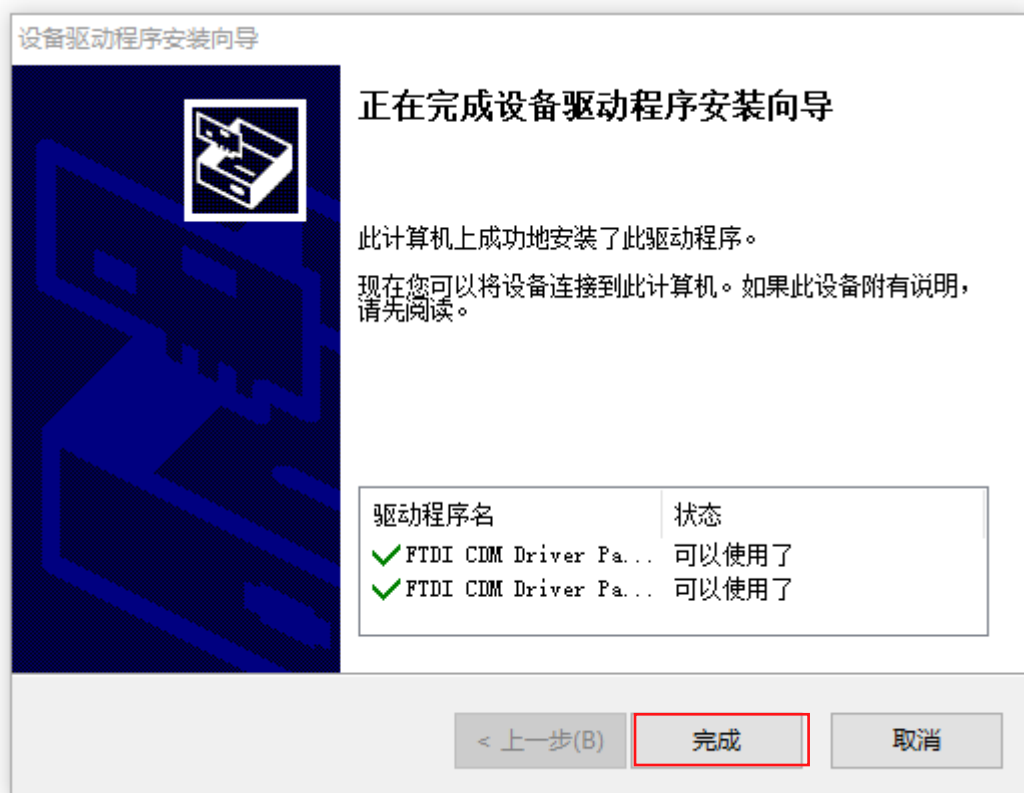 设备驱动程序安装向导
正在完成设备驱动程序安装向导
此计算机上成功地安装了此驱动程序。
现在您可以将设备连接到此计算机。如果此设备附有说明，
请先阅读。
驱动程序名 状态
FTDI CDM Driver Pa... 可以使用了
FTDI CDM Driver Pa... 可以使用了
< 上一步(B) 完成 取消